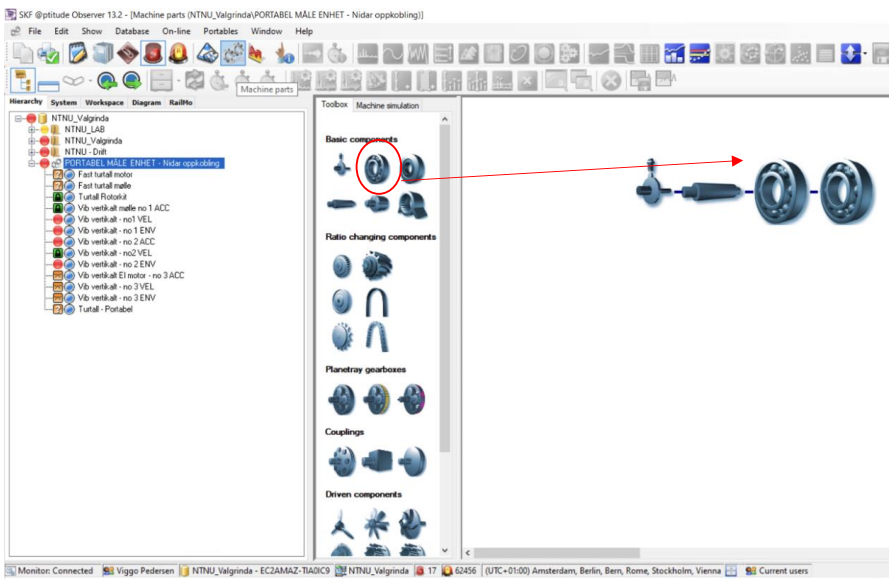 SKF @ptitude Observer 13.2 - [Machine parts (NTNU_Valgrinda\PORTABEL MÅLE ENHET - Nidar oppkobling)]
File Edit Show Database On-line Portables Window Help
Machine parts
Hierarchy System Workspace Diagram RailMo
NTNU_Valgrinda
NTNU_LAB
NTNU_Valgrinda
NTNU - Drift
PORTABEL MÅLE ENHET - Nidar oppkobling
Fast turtall motor
Fast turtall mølle
Turtall Rotorkit
Vib vertikalt mølle no 1 ACC
Vib vertikalt - no1 VEL
Vib vertikalt - no 1 ENV
Vib vertikalt - no 2 ACC
Vib vertikalt - no2 VEL
Vib vertikalt - no 2 ENV
Vib vertikalt El motor - no 3 ACC
Vib vertikalt - no 3 VEL
Vib vertikalt - no 3 ENV
Turtall - Portabel
Toolbox Machine simulation
Basic components
Ratio changing components
Planetray gearboxes
Couplings
Driven components
Monitor: Connected Viggo Pedersen NTNU_Valgrinda - EC2AMAZ-TIA0IC9 NTNU_Valgrinda 17 62456 (UTC+01:00) Amsterdam, Berlin, Bern, Rome, Stockholm, Vienna Current users